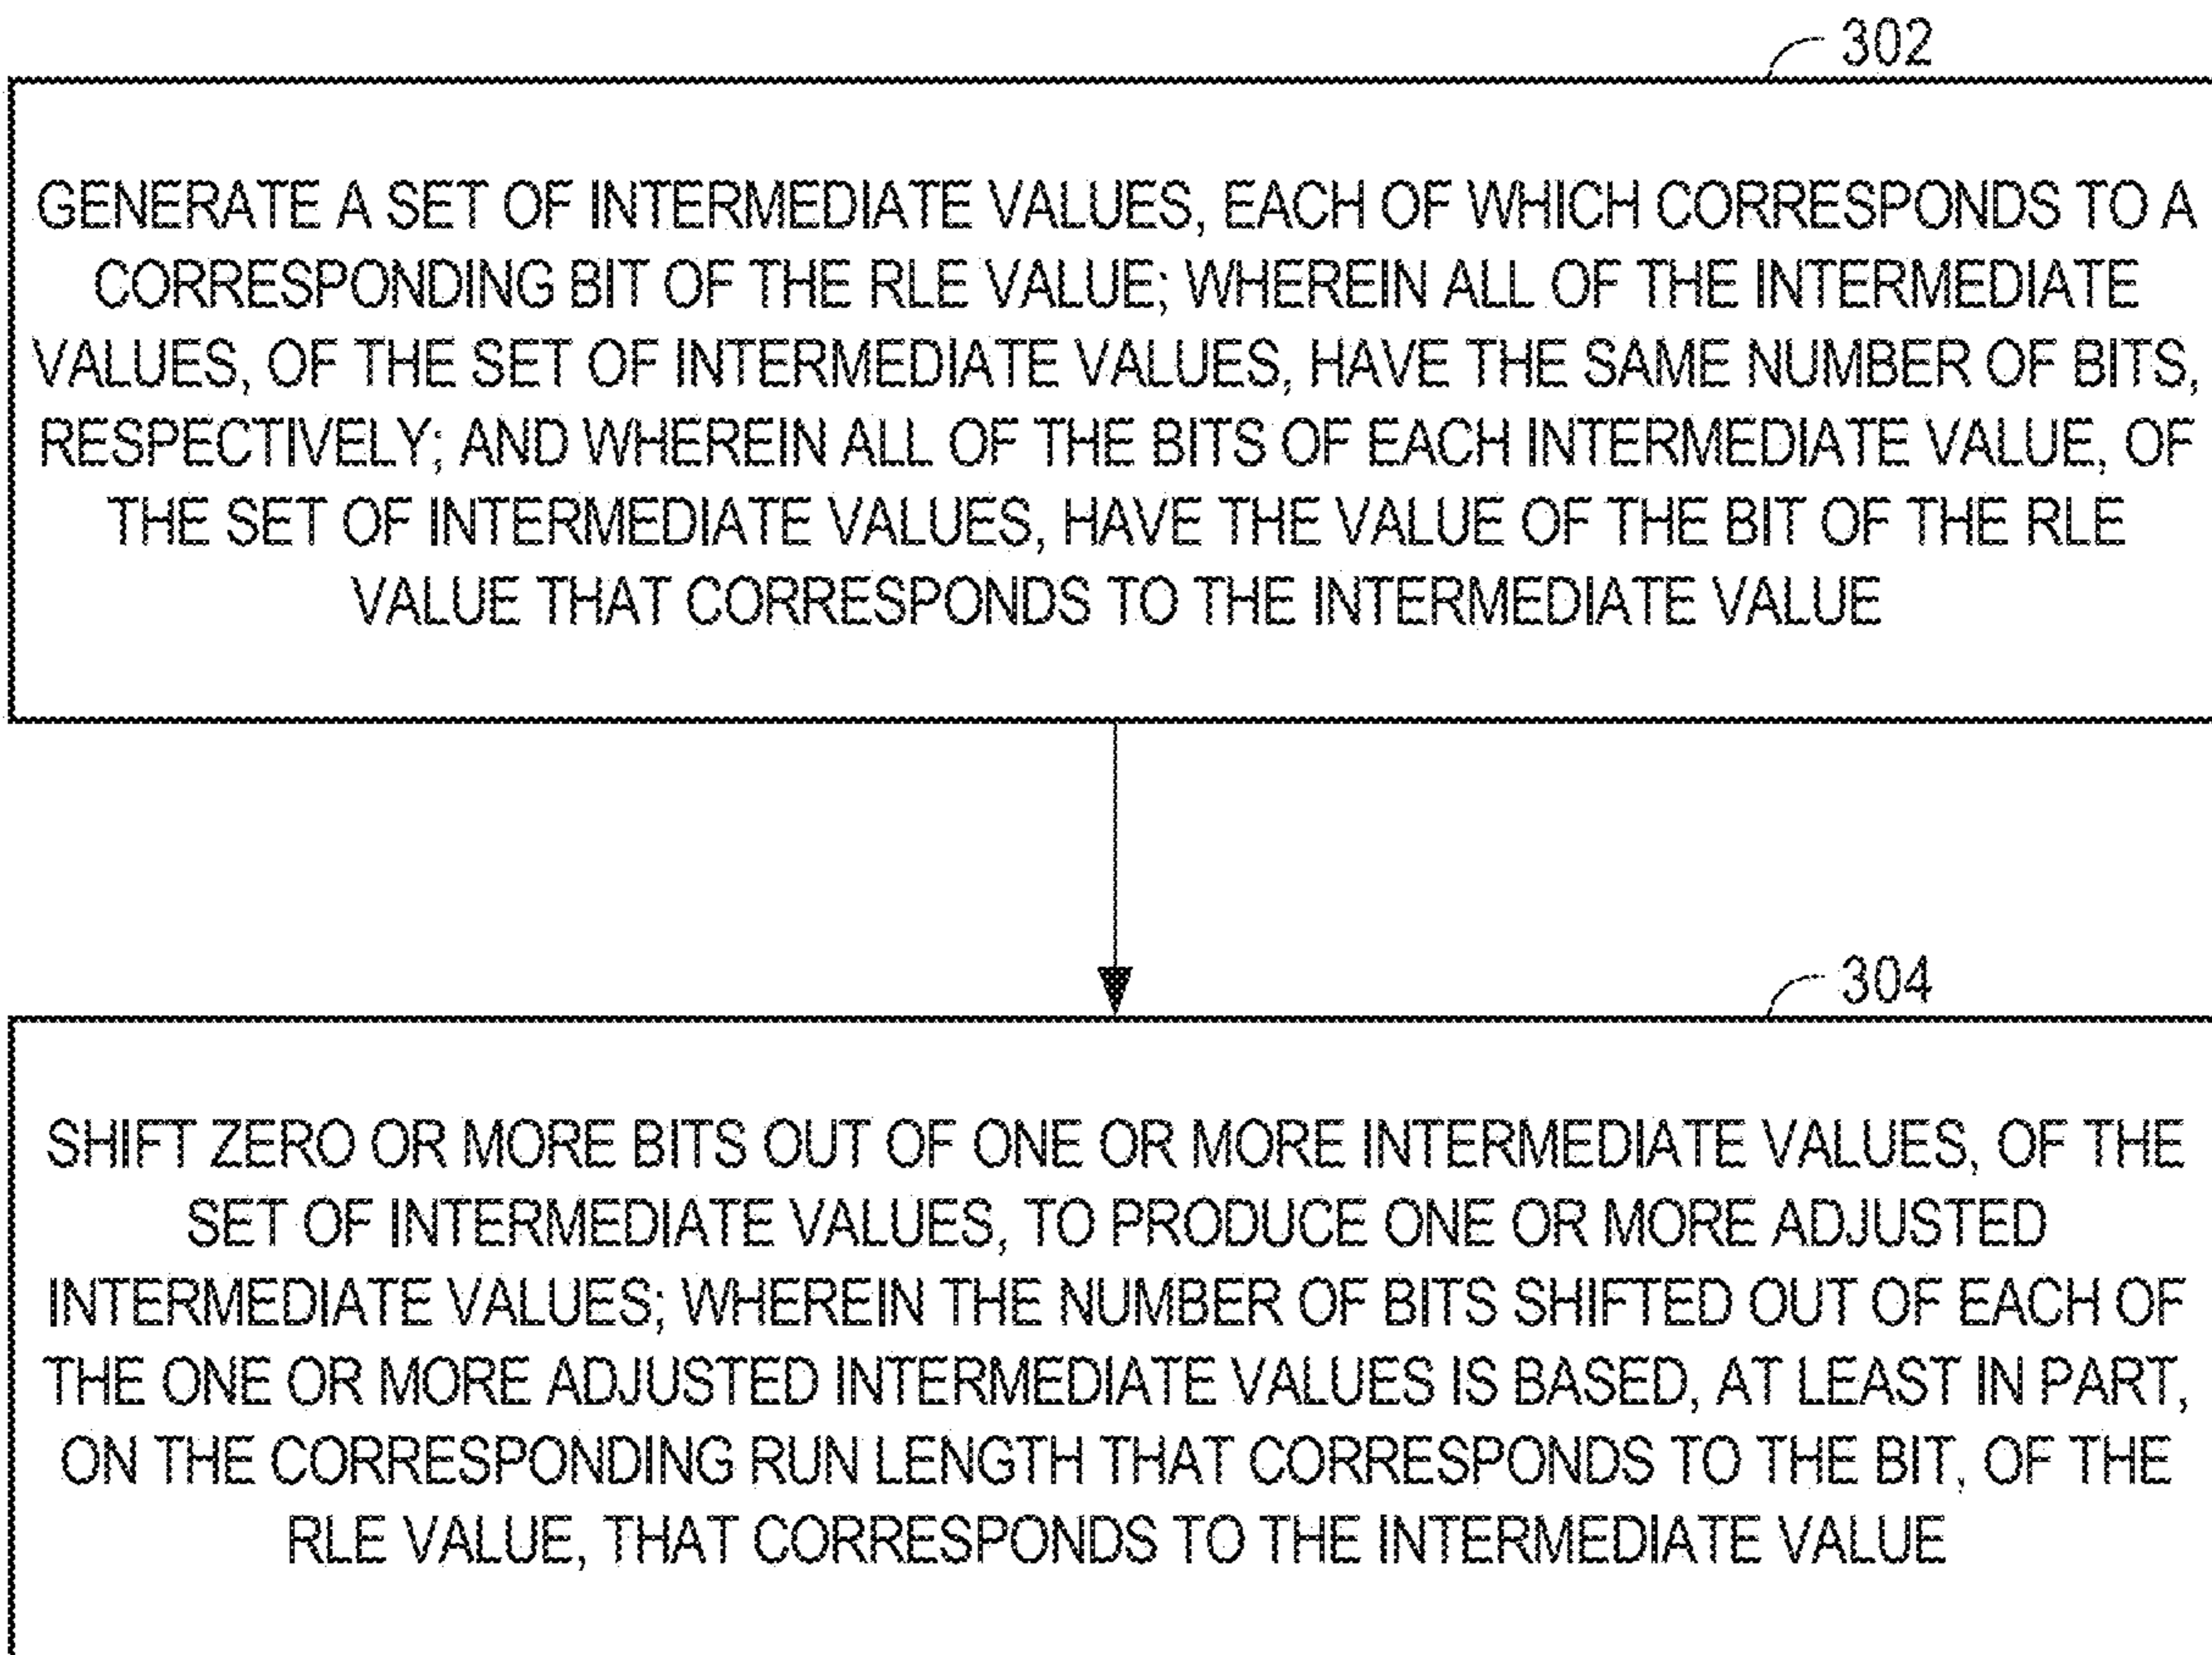 302
GENERATE A SET OF INTERMEDIATE VALUES, EACH OF WHICH CORRESPONDS TO A
CORRESPONDING BIT OF THE RLE VALUE; WHEREIN ALL OF THE INTERMEDIATE
VALUES, OF THE SET OF INTERMEDIATE VALUES, HAVE THE SAME NUMBER OF BITS,
RESPECTIVELY; AND WHEREIN ALL OF THE BITS OF EACH INTERMEDIATE VALUE, OF
THE SET OF INTERMEDIATE VALUES, HAVE THE VALUE OF THE BIT OF THE RLE
VALUE THAT CORRESPONDS TO THE INTERMEDIATE VALUE
304
SHIFT ZERO OR MORE BITS OUT OF ONE OR MORE INTERMEDIATE VALUES, OF THE
SET OF INTERMEDIATE VALUES, TO PRODUCE ONE OR MORE ADJUSTED
INTERMEDIATE VALUES; WHEREIN THE NUMBER OF BITS SHIFTED OUT OF EACH OF
THE ONE OR MORE ADJUSTED INTERMEDIATE VALUES IS BASED, AT LEAST IN PART,
ON THE CORRESPONDING RUN LENGTH THAT CORRESPONDS TO THE BIT, OF THE
RLE VALUE, THAT CORRESPONDS TO THE INTERMEDIATE VALUE